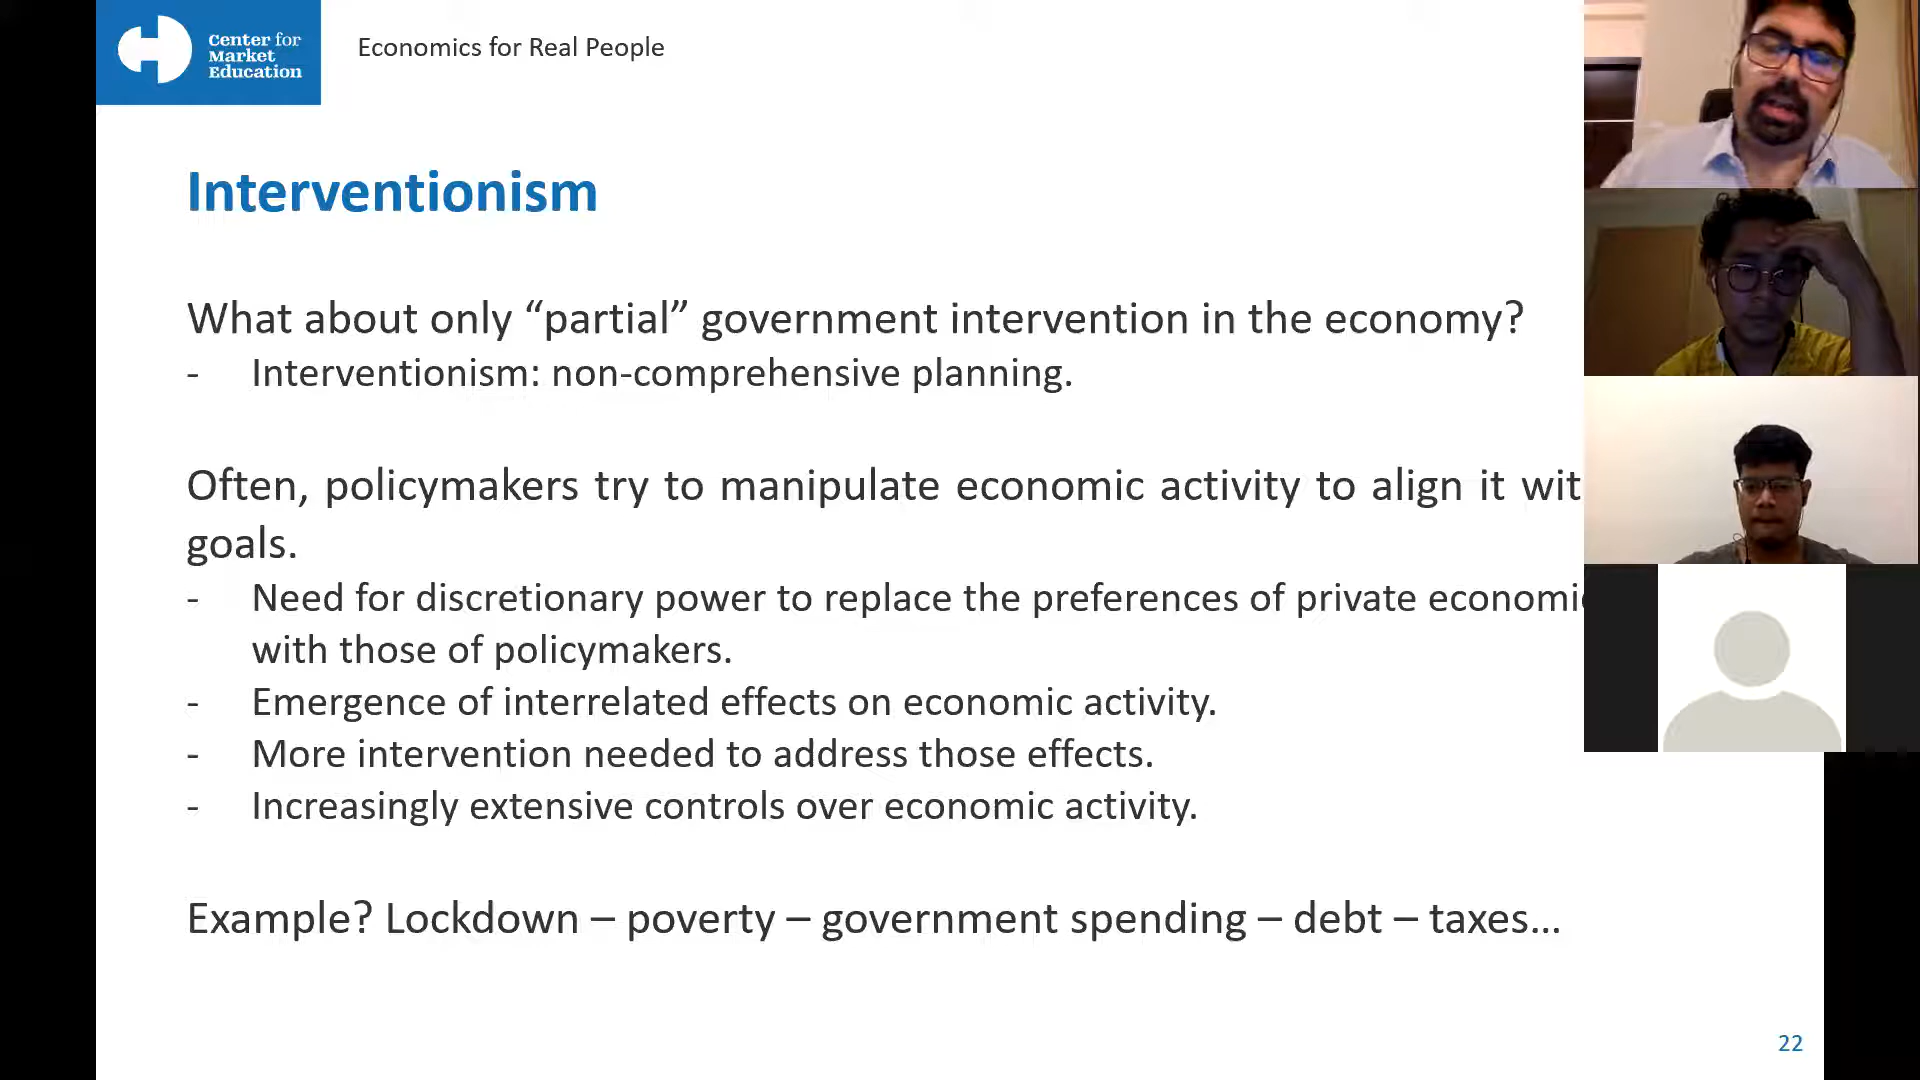 Center for
Market
Education
Economics for Real People
Interventionism
What about only “partial” government intervention in the economy?
- Interventionism: non-comprehensive planning.
Often, policymakers try to manipulate economic activity to align it
goals.
- Need for discretionary power to replace the preferences of private
with those of policymakers.
- Emergence of interrelated effects on economic activity.
- More intervention needed to address those effects.
- Increasingly extensive controls over economic activity.
Example? Lockdown – poverty – government spending – debt – taxes...
22